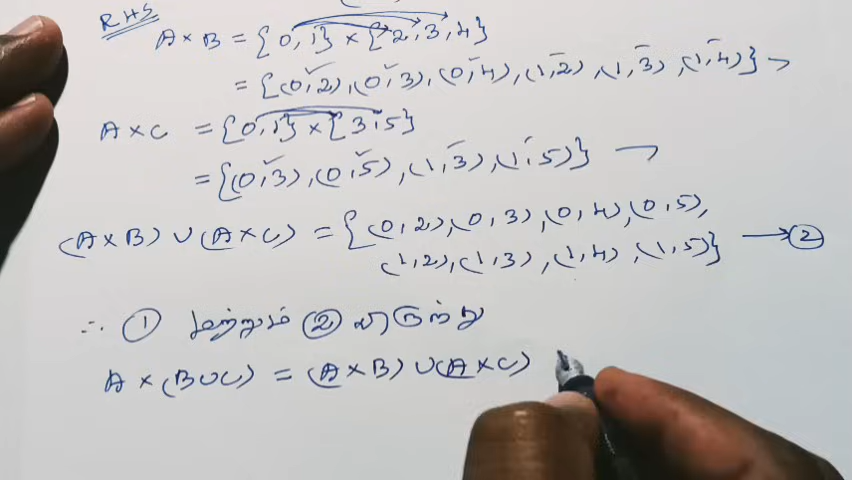 RHS
A × B = {0, 1} × {2, 3, 4}
= {(0, 2), (0, 3), (0, 4), (1, 2), (1, 3), (1, 4)} →
A × C = {0, 1} × {3, 5}
= {(0, 3), (0, 5), (1, 3), (1, 5)} →
(A × B) ∪ (A × C) = {(0, 2), (0, 3), (0, 4), (0, 5),
(1, 2), (1, 3), (1, 4), (1, 5)} → ②
∴ ① மற்றும் ② லிருந்து
A × (B ∪ C) = (A × B) ∪ (A × C)